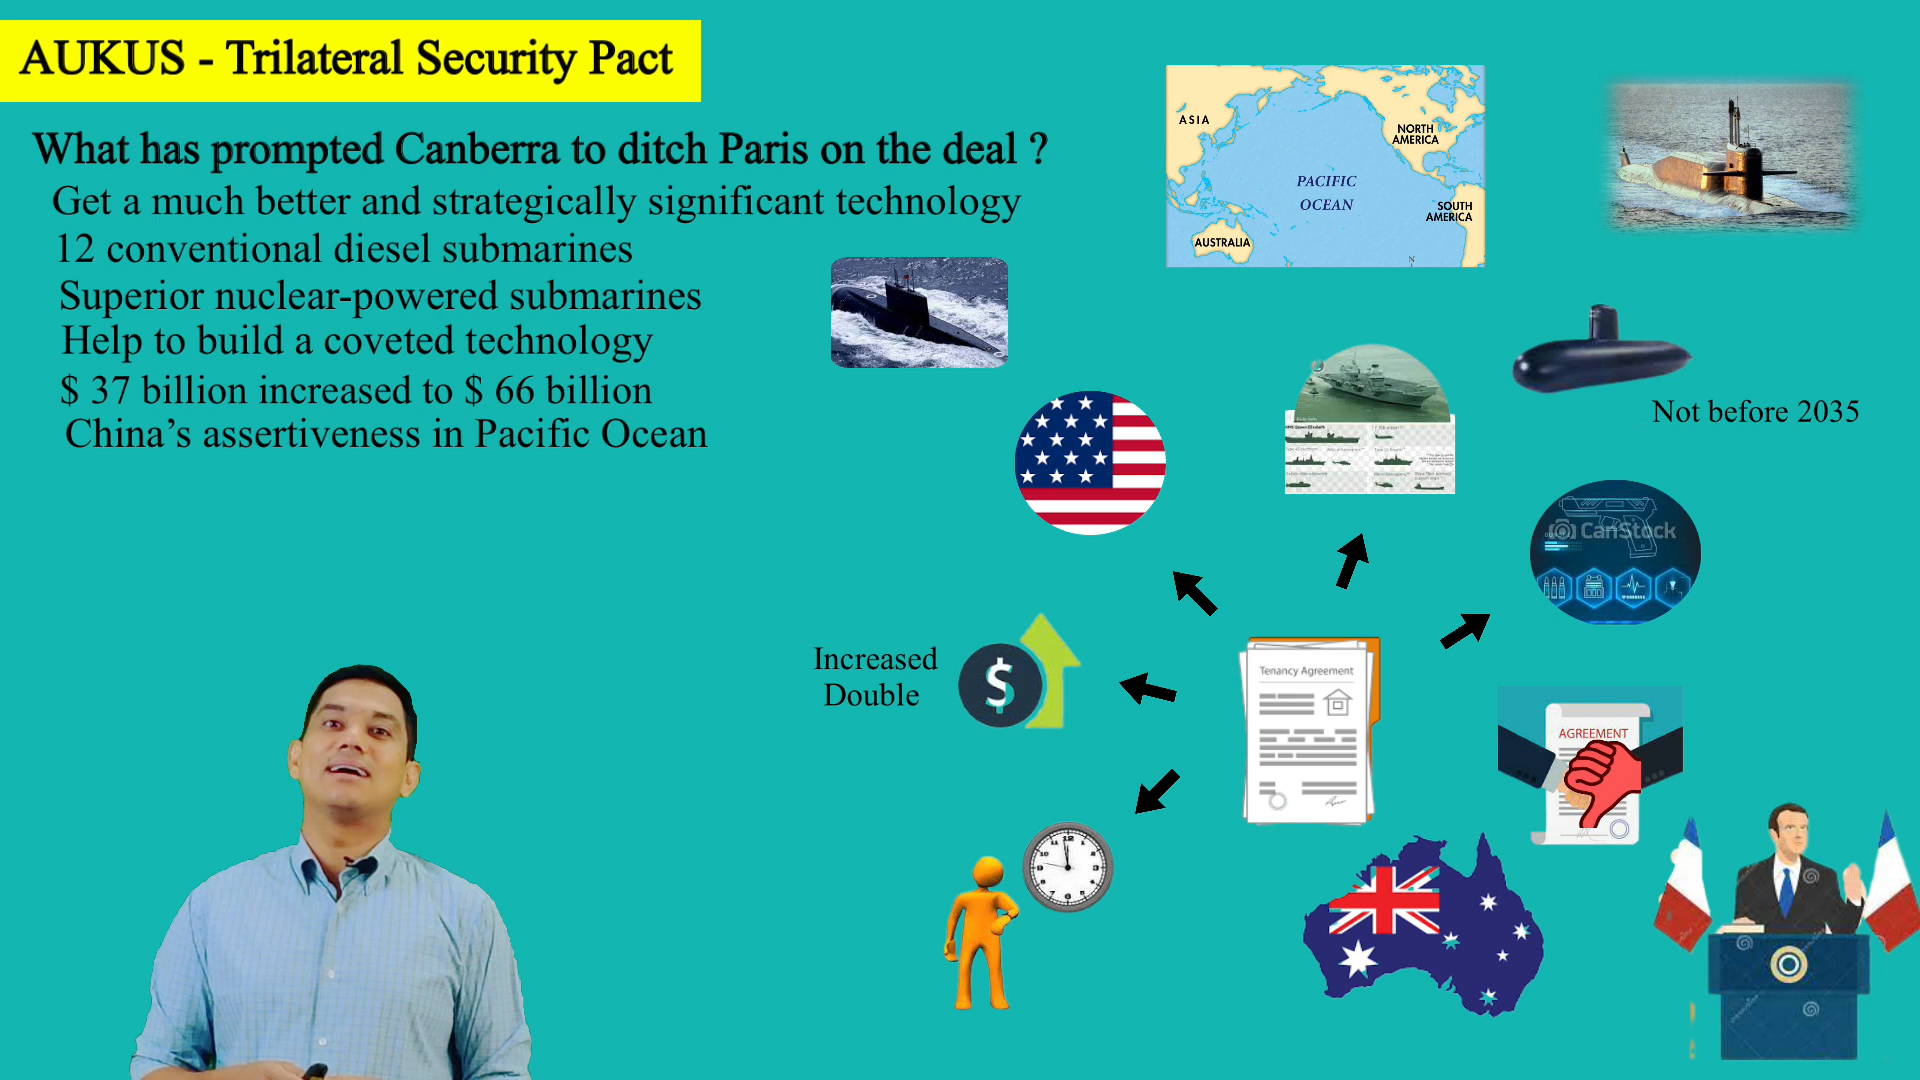 AUKUS - Trilateral Security Pact
What has prompted Canberra to ditch Paris on the deal ?
Get a much better and strategically significant technology
12 conventional diesel submarines
Superior nuclear-powered submarines
Help to build a coveted technology
$ 37 billion increased to $ 66 billion
China’s assertiveness in Pacific Ocean
ASIA
NORTH
AMERICA
PACIFIC
OCEAN
SOUTH
AMERICA
AUSTRALIA
N
Not before 2035
CanStock
Increased
Double
$
Tenancy Agreement
AGREEMENT